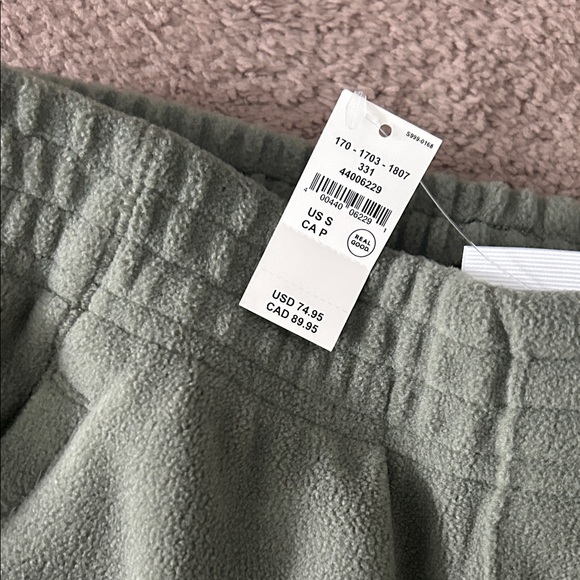 S999-0168
170 - 1703 - 1807
331
44006229
4 00440 06229 1
US S
CA P
REAL
GOOD.
USD 74.95
CAD 89.95